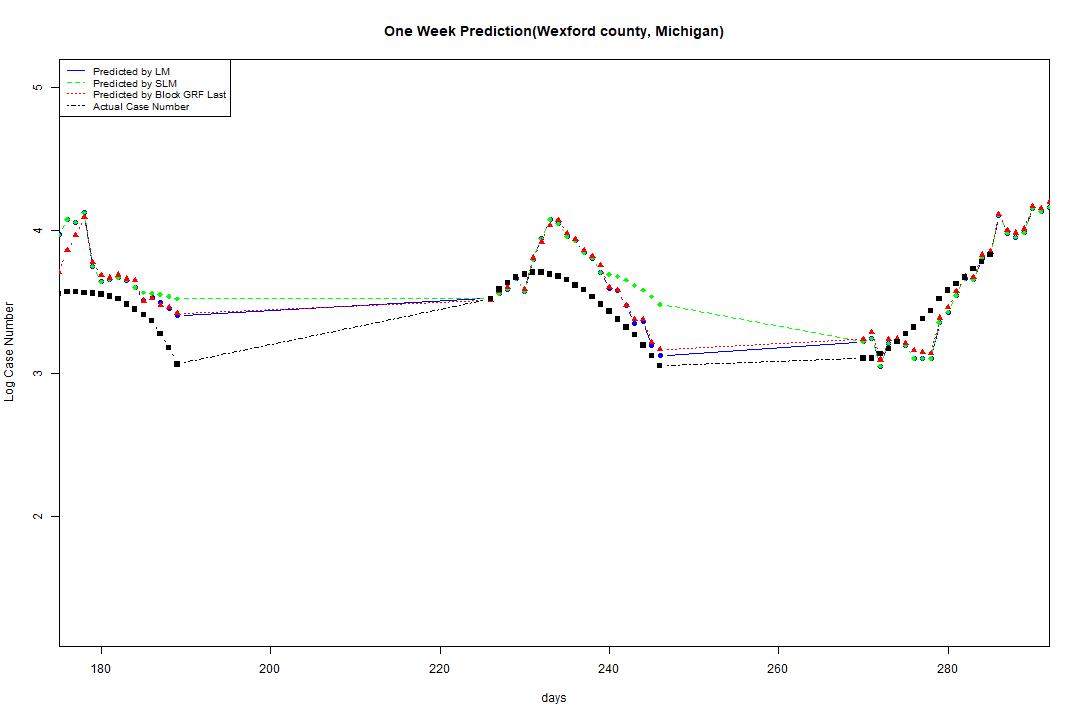 One Week Prediction(Wexford county, Michigan)
Predicted by LM
Predicted by SLM
Predicted by Block GRF Last
Actual Case Number
5
4
3
2
Log Case Number
180 200 220 240 260 280
days